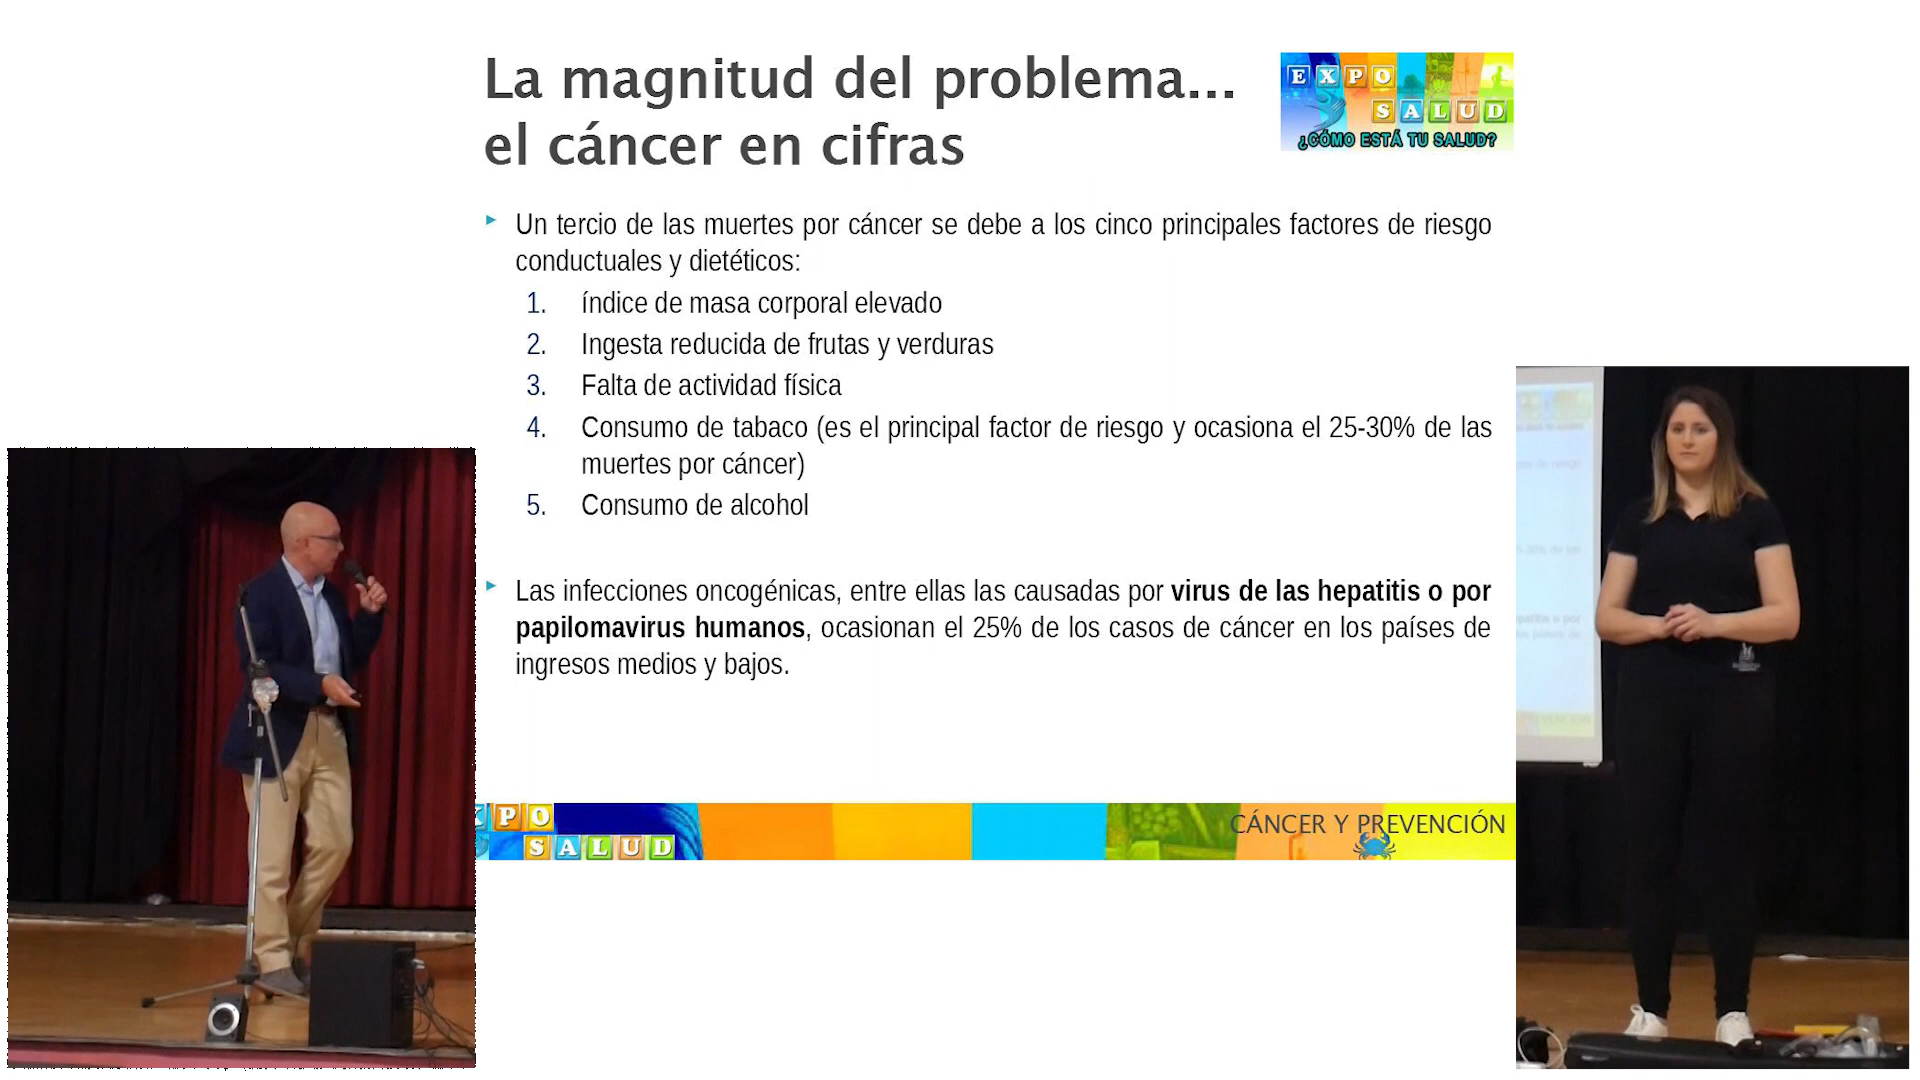 La magnitud del problema...
el cáncer en cifras
EXPO
SALUD
¿CÓMO ESTÁ TU SALUD?
Un tercio de las muertes por cáncer se debe a los cinco principales factores de riesgo
conductuales y dietéticos:
1. índice de masa corporal elevado
2. Ingesta reducida de frutas y verduras
3. Falta de actividad física
4. Consumo de tabaco (es el principal factor de riesgo y ocasiona el 25-30% de las
muertes por cáncer)
5. Consumo de alcohol
Las infecciones oncogénicas, entre ellas las causadas por virus de las hepatitis o por
papilomavirus humanos, ocasionan el 25% de los casos de cáncer en los países de
ingresos medios y bajos.
XPO
SALUD
CÁNCER Y PREVENCIÓN